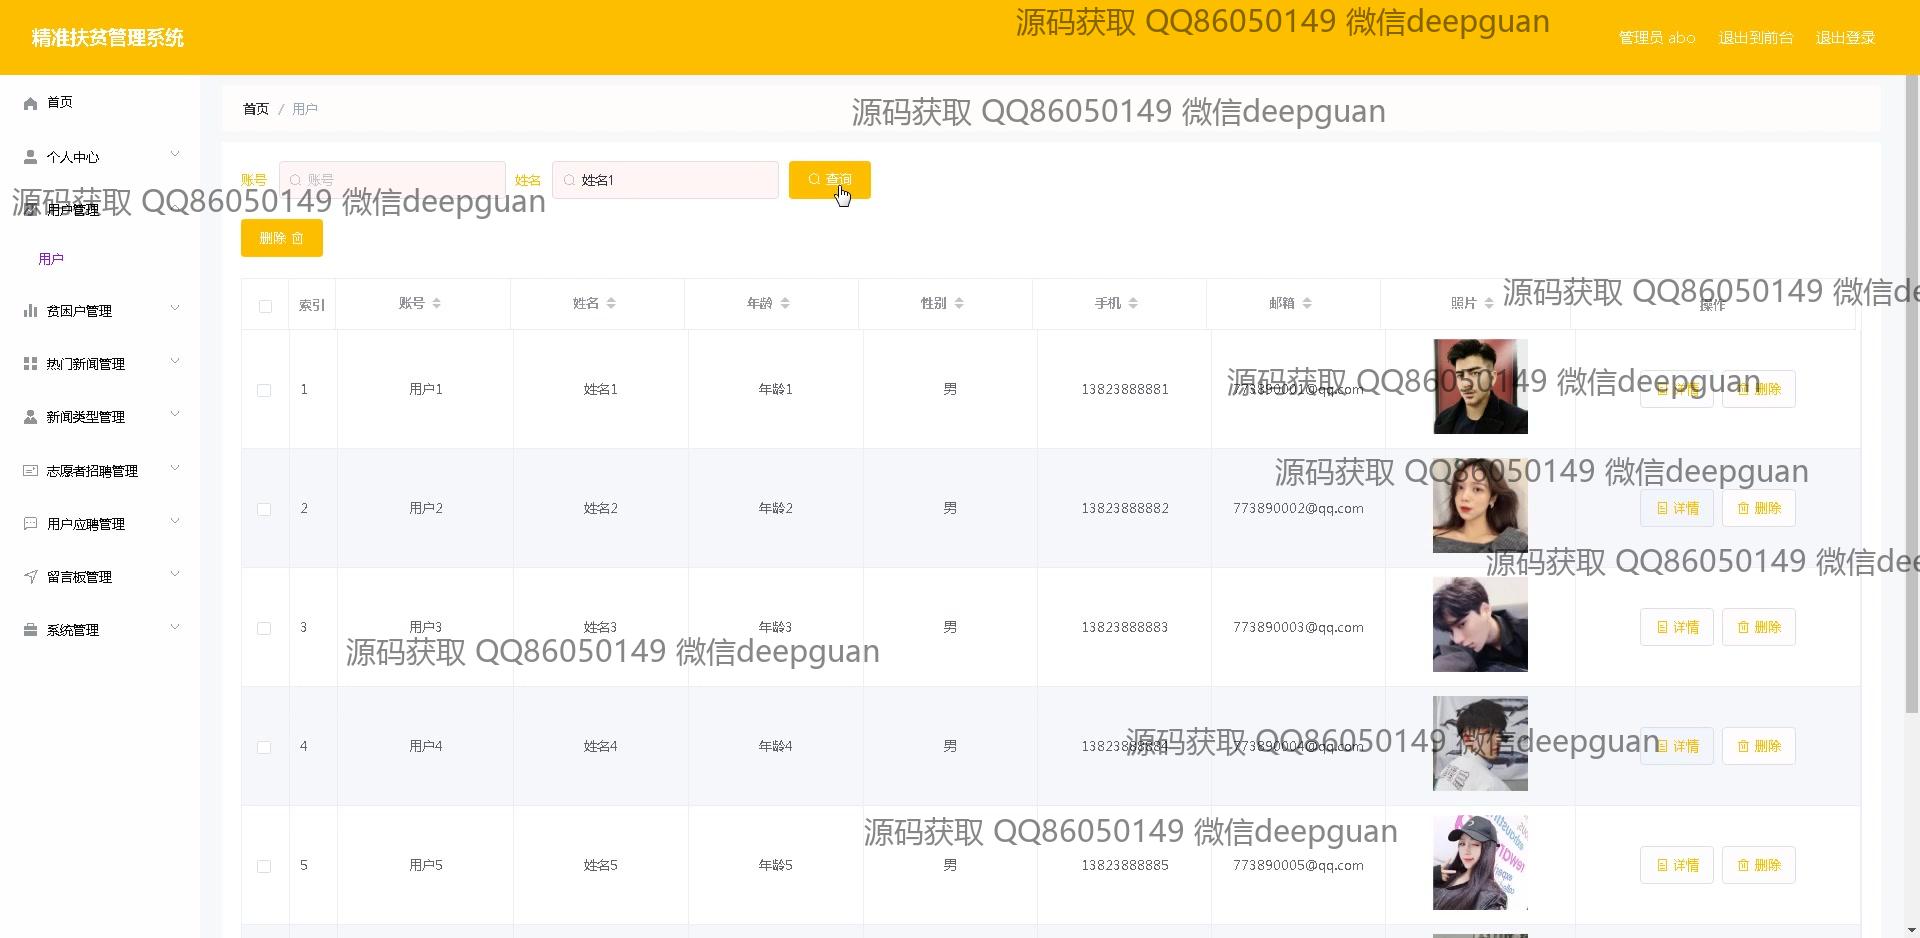 精准扶贫管理系统
源码获取 QQ86050149 微信deepguan
管理员 abo 退出到前台 退出登录
首页
个人中心
用户管理
用户
贫困户管理
热门新闻管理
新闻类型管理
志愿者招聘管理
用户应聘管理
留言板管理
系统管理
首页 / 用户
源码获取 QQ86050149 微信deepguan
账号 账号 姓名 姓名1 查询
源码获取 QQ86050149 微信deepguan
删除
索引 账号 姓名 年龄 性别 手机 邮箱 照片 操作
源码获取 QQ86050149 微信de
1 用户1 姓名1 年龄1 男 13823888881 773890001@qq.com 详情 删除
源码获取 QQ86050149 微信deepguan
源码获取 QQ86050149 微信deepguan
2 用户2 姓名2 年龄2 男 13823888882 773890002@qq.com 详情 删除
源码获取 QQ86050149 微信dee
3 用户3 姓名3 年龄3 男 13823888883 773890003@qq.com 详情 删除
源码获取 QQ86050149 微信deepguan
4 用户4 姓名4 年龄4 男 13823888884 773890004@qq.com 详情 删除
源码获取 QQ86050149 微信deepguan
源码获取 QQ86050149 微信deepguan
5 用户5 姓名5 年龄5 男 13823888885 773890005@qq.com 详情 删除